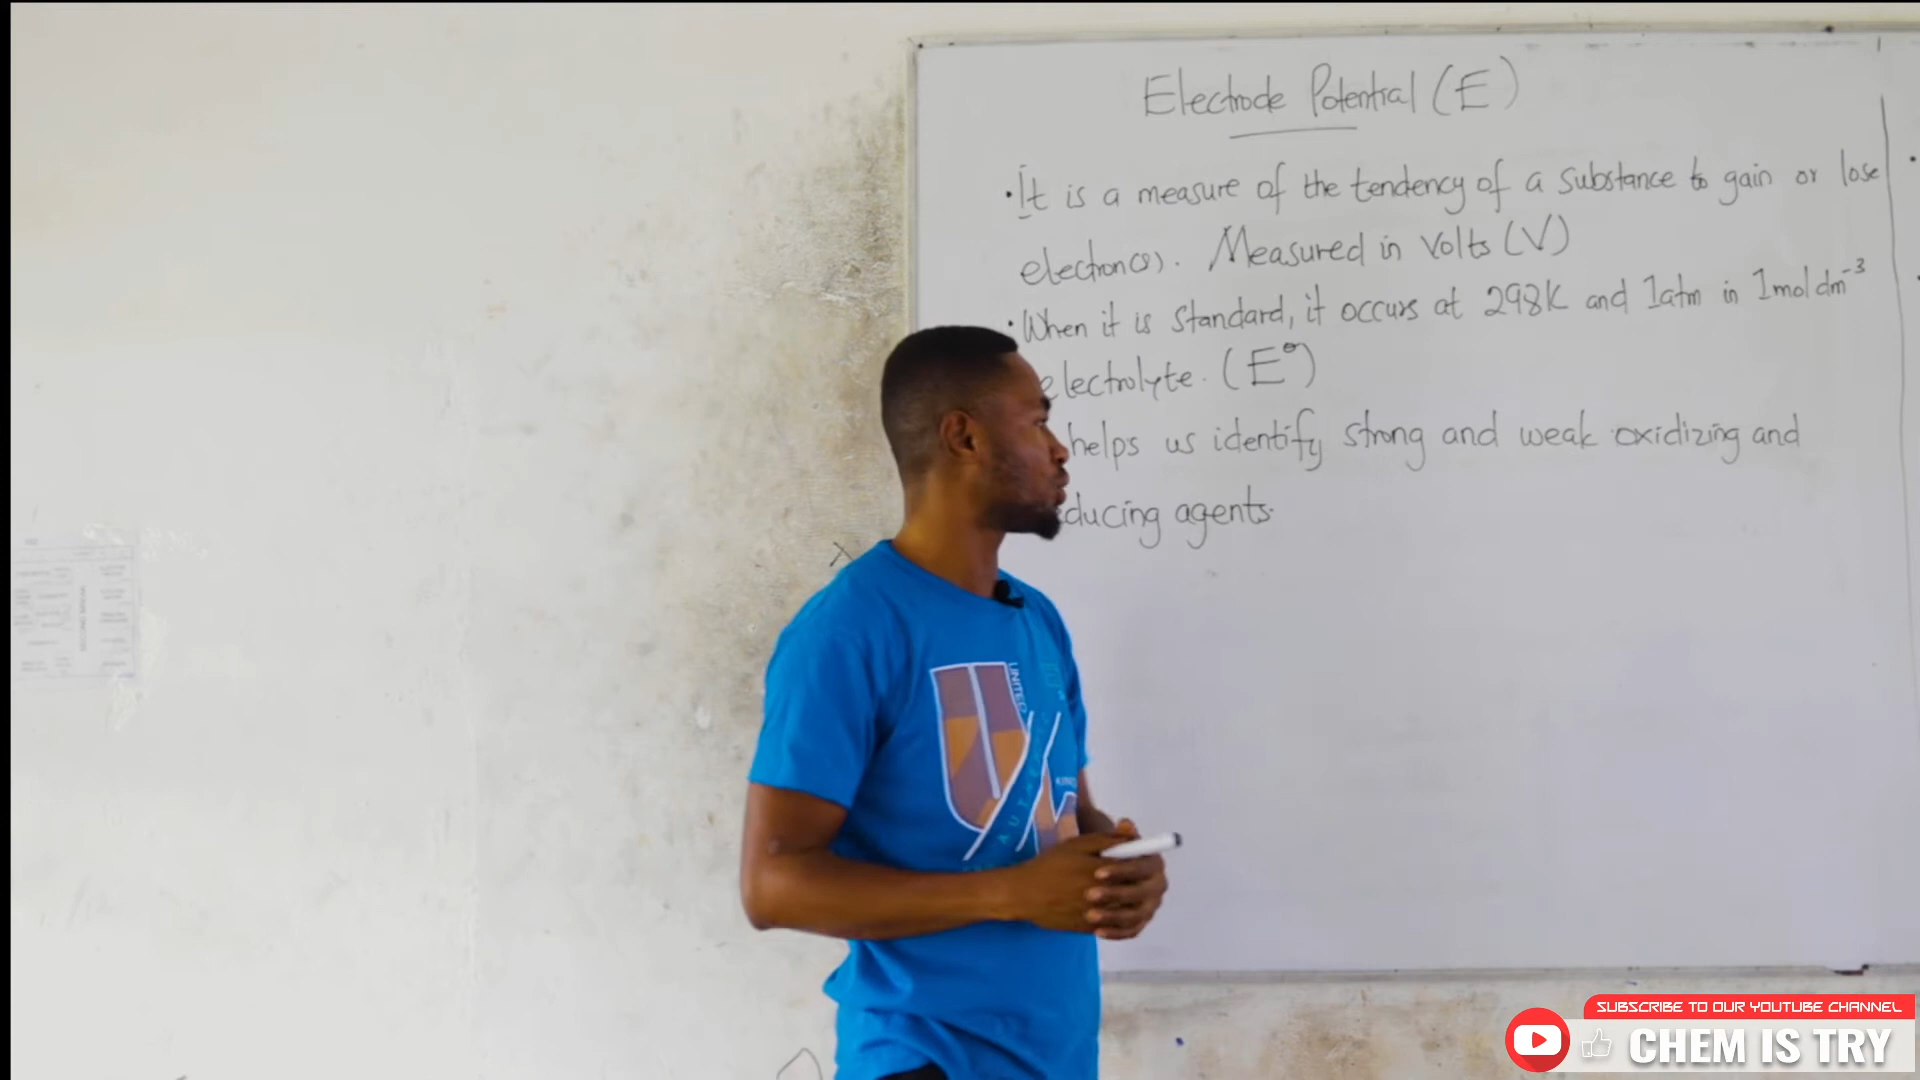 Electrode Potential (E)
• It is a measure of the tendency of a substance to gain or lose
electron(s). Measured in Volts (V)
• When it is standard, it occurs at 298K and 1atm in 1mol dm⁻³
electrolyte. (E°)
helps us identify strong and weak oxidizing and
ducing agents.
UNITED
SUBSCRIBE TO OUR YOUTUBE CHANNEL
CHEM IS TRY